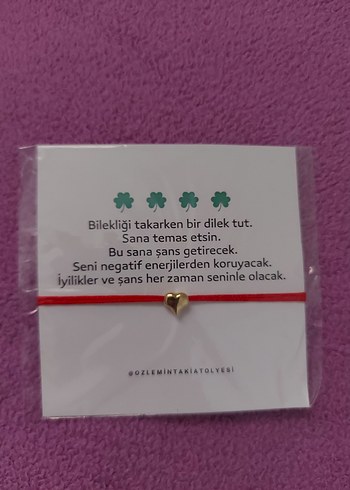 Bilekliği takarken bir dilek tut.
Sana temas etsin.
Bu sana şans getirecek.
Seni negatif enerjilerden koruyacak.
İyilikler ve şans her zaman seninle olacak.
@OZLEMINTAKIATOLYESI